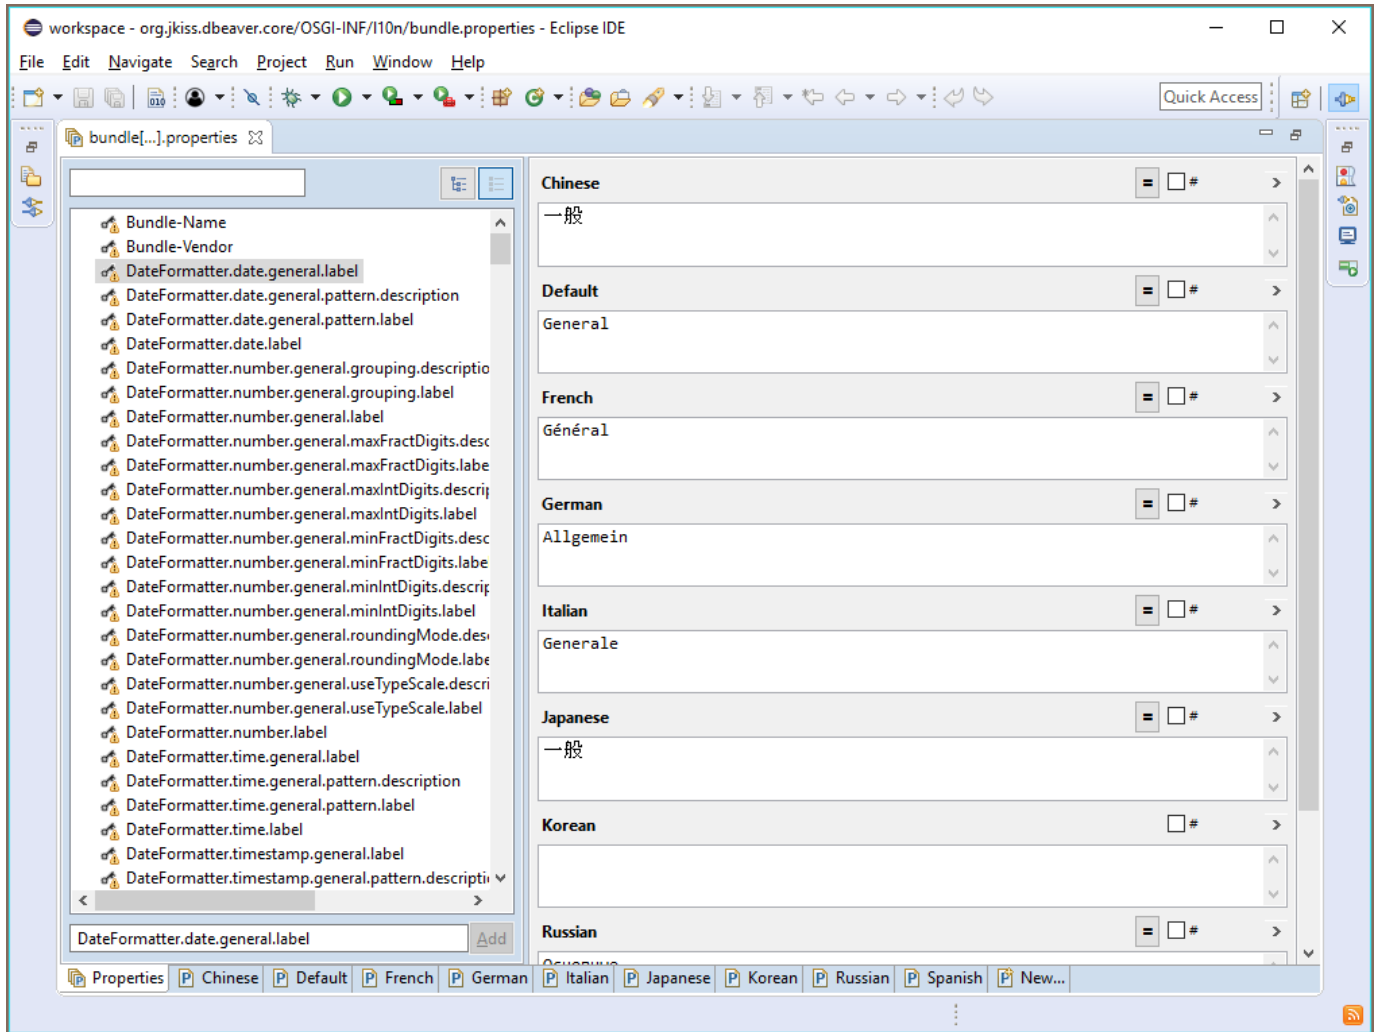 workspace - org.jkiss.dbeaver.core/OSGI-INF/l10n/bundle.properties - Eclipse IDE
File Edit Navigate Search Project Run Window Help
Quick Access
bundle[...].properties
Bundle-Name
Bundle-Vendor
DateFormatter.date.general.label
DateFormatter.date.general.pattern.description
DateFormatter.date.general.pattern.label
DateFormatter.date.label
DateFormatter.number.general.grouping.descriptio
DateFormatter.number.general.grouping.label
DateFormatter.number.general.label
DateFormatter.number.general.maxFractDigits.desc
DateFormatter.number.general.maxFractDigits.labe
DateFormatter.number.general.maxIntDigits.descrip
DateFormatter.number.general.maxIntDigits.label
DateFormatter.number.general.minFractDigits.desc
DateFormatter.number.general.minFractDigits.labe
DateFormatter.number.general.minIntDigits.descrip
DateFormatter.number.general.minIntDigits.label
DateFormatter.number.general.roundingMode.des
DateFormatter.number.general.roundingMode.labe
DateFormatter.number.general.useTypeScale.descri
DateFormatter.number.general.useTypeScale.label
DateFormatter.number.label
DateFormatter.time.general.label
DateFormatter.time.general.pattern.description
DateFormatter.time.general.pattern.label
DateFormatter.time.label
DateFormatter.timestamp.general.label
DateFormatter.timestamp.general.pattern.descripti
DateFormatter.date.general.label Add
Chinese = #
一般
Default = #
General
French = #
Général
German = #
Allgemein
Italian = #
Generale
Japanese = #
一般
Korean #
Russian = #
Properties Chinese Default French German Italian Japanese Korean Russian Spanish New...